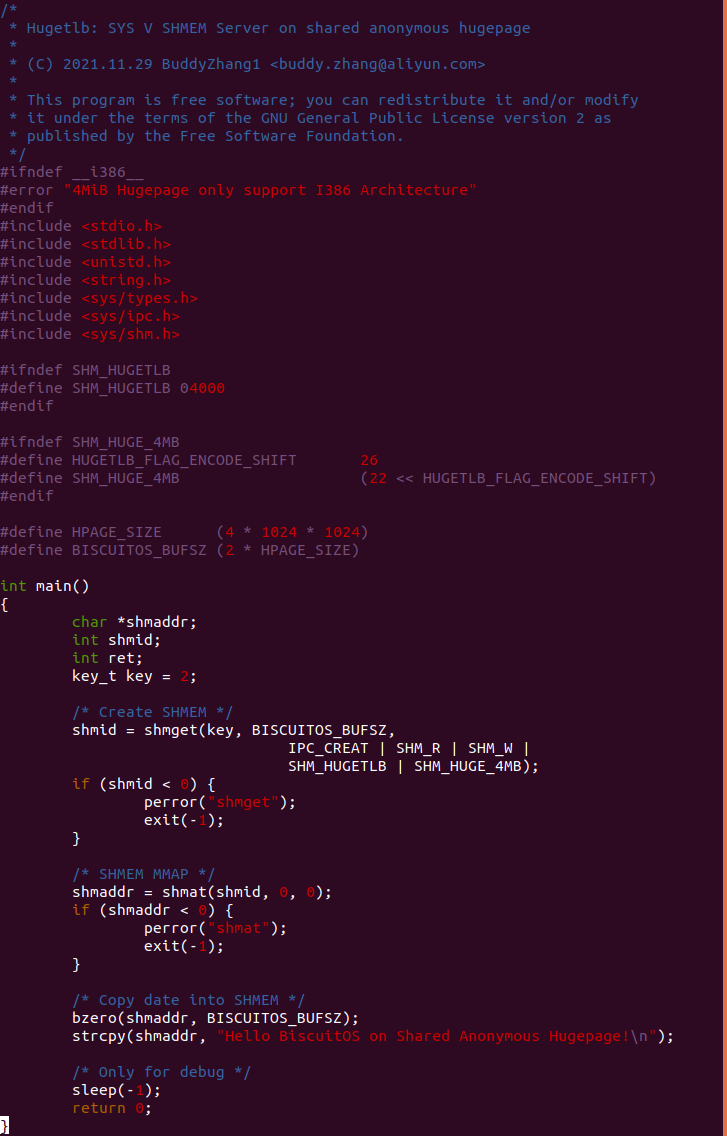 /*
 * Hugetlb: SYS V SHMEM Server on shared anonymous hugepage
 *
 * (C) 2021.11.29 BuddyZhang1 <buddy.zhang@aliyun.com>
 *
 * This program is free software; you can redistribute it and/or modify
 * it under the terms of the GNU General Public License version 2 as
 * published by the Free Software Foundation.
 */
#ifndef __i386__
#error "4MiB Hugepage only support I386 Architecture"
#endif
#include <stdio.h>
#include <stdlib.h>
#include <unistd.h>
#include <string.h>
#include <sys/types.h>
#include <sys/ipc.h>
#include <sys/shm.h>

#ifndef SHM_HUGETLB
#define SHM_HUGETLB 04000
#endif

#ifndef SHM_HUGE_4MB
#define HUGETLB_FLAG_ENCODE_SHIFT       26
#define SHM_HUGE_4MB                    (22 << HUGETLB_FLAG_ENCODE_SHIFT)
#endif

#define HPAGE_SIZE      (4 * 1024 * 1024)
#define BISCUITOS_BUFSZ (2 * HPAGE_SIZE)

int main()
{
        char *shmaddr;
        int shmid;
        int ret;
        key_t key = 2;

        /* Create SHMEM */
        shmid = shmget(key, BISCUITOS_BUFSZ,
                                IPC_CREAT | SHM_R | SHM_W |
                                SHM_HUGETLB | SHM_HUGE_4MB);
        if (shmid < 0) {
                perror("shmget");
                exit(-1);
        }

        /* SHMEM MMAP */
        shmaddr = shmat(shmid, 0, 0);
        if (shmaddr < 0) {
                perror("shmat");
                exit(-1);
        }

        /* Copy date into SHMEM */
        bzero(shmaddr, BISCUITOS_BUFSZ);
        strcpy(shmaddr, "Hello BiscuitOS on Shared Anonymous Hugepage!\n");

        /* Only for debug */
        sleep(-1);
        return 0;
}